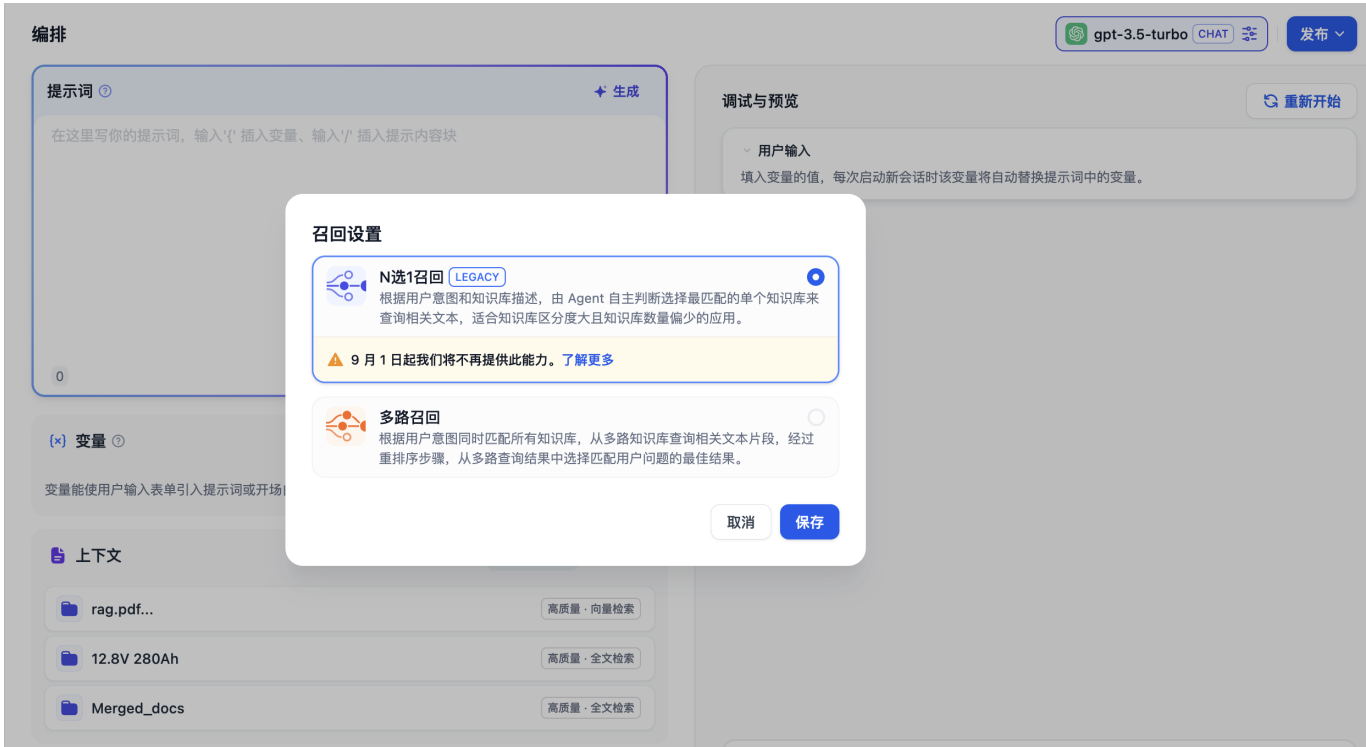 编排
gpt-3.5-turbo CHAT
发布
提示词
生成
在这里写你的提示词，输入'{' 插入变量、输入'/' 插入提示内容块
0
变量
变量能使用户输入表单引入提示词或开场
上下文
rag.pdf...
高质量 · 向量检索
12.8V 280Ah
高质量 · 全文检索
Merged_docs
高质量 · 全文检索
调试与预览
重新开始
用户输入
填入变量的值，每次启动新会话时该变量将自动替换提示词中的变量。
召回设置
N选1召回 LEGACY
根据用户意图和知识库描述，由 Agent 自主判断选择最匹配的单个知识库来
查询相关文本，适合知识库区分度大且知识库数量偏少的应用。
9 月 1 日起我们将不再提供此能力。了解更多
多路召回
根据用户意图同时匹配所有知识库，从多路知识库查询相关文本片段，经过
重排序步骤，从多路查询结果中选择匹配用户问题的最佳结果。
取消
保存